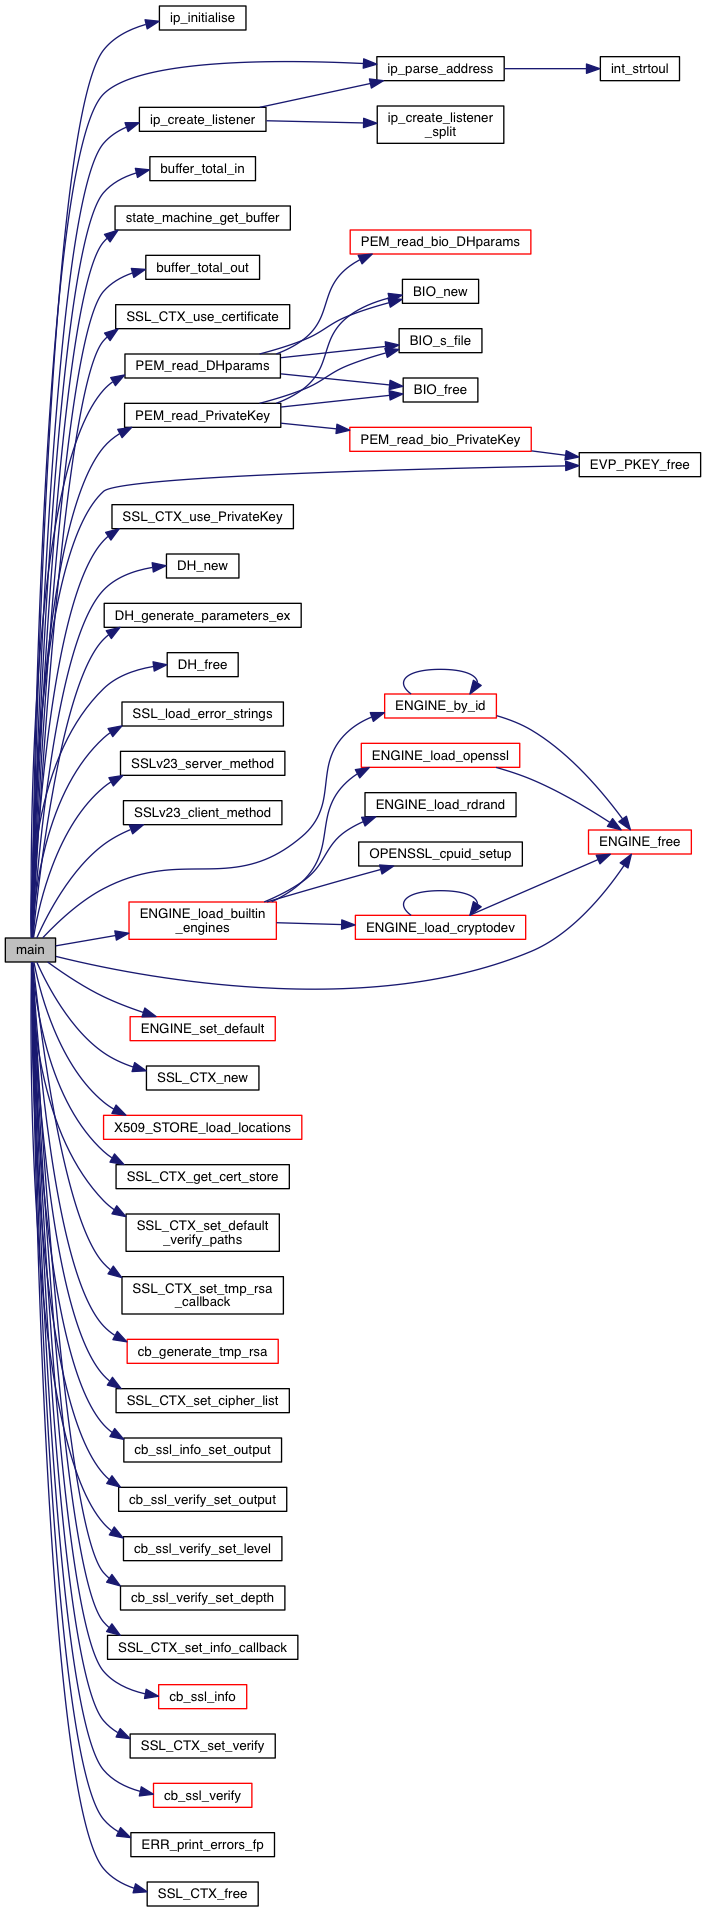 ip_initialise
ip_parse_address
int_strtoul
ip_create_listener
ip_create_listener
_split
buffer_total_in
state_machine_get_buffer
PEM_read_bio_DHparams
buffer_total_out
BIO_new
SSL_CTX_use_certificate
BIO_s_file
PEM_read_DHparams
BIO_free
PEM_read_PrivateKey
PEM_read_bio_PrivateKey
EVP_PKEY_free
SSL_CTX_use_PrivateKey
DH_new
DH_generate_parameters_ex
DH_free
ENGINE_by_id
SSL_load_error_strings
ENGINE_load_openssl
SSLv23_server_method
ENGINE_load_rdrand
SSLv23_client_method
ENGINE_free
OPENSSL_cpuid_setup
ENGINE_load_builtin
_engines
ENGINE_load_cryptodev
main
ENGINE_set_default
SSL_CTX_new
X509_STORE_load_locations
SSL_CTX_get_cert_store
SSL_CTX_set_default
_verify_paths
SSL_CTX_set_tmp_rsa
_callback
cb_generate_tmp_rsa
SSL_CTX_set_cipher_list
cb_ssl_info_set_output
cb_ssl_verify_set_output
cb_ssl_verify_set_level
cb_ssl_verify_set_depth
SSL_CTX_set_info_callback
cb_ssl_info
SSL_CTX_set_verify
cb_ssl_verify
ERR_print_errors_fp
SSL_CTX_free